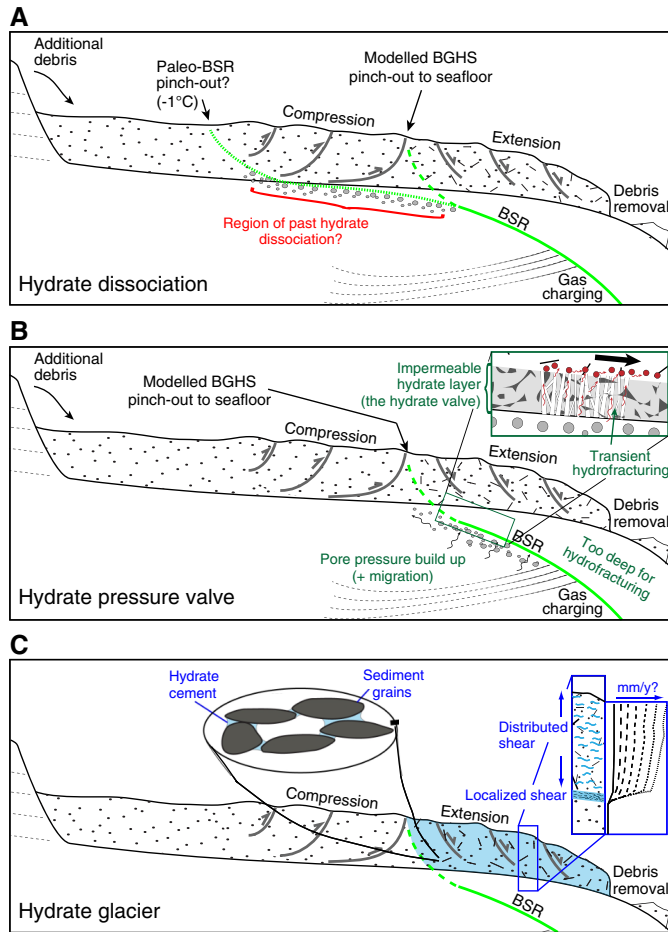 A
Additional
debris
Paleo-BSR
pinch-out?
(-1°C)
Modelled BGHS
pinch-out to seafloor
Compression
Extension
Debris
removal
Region of past hydrate
dissociation?
BSR
Gas
charging
Hydrate dissociation
B
Additional
debris
Modelled BGHS
pinch-out to seafloor
Impermeable
hydrate layer
(the hydrate valve)
Compression
Extension
Transient
hydrofracturing
Debris
removal
BSR
Pore pressure build up
(+ migration)
Too deep for
hydrofracturing
Gas
charging
Hydrate pressure valve
C
Hydrate
cement
Sediment
grains
mm/y?
Distributed
shear
Localized shear
Compression
Extension
Debris
removal
BSR
Hydrate glacier